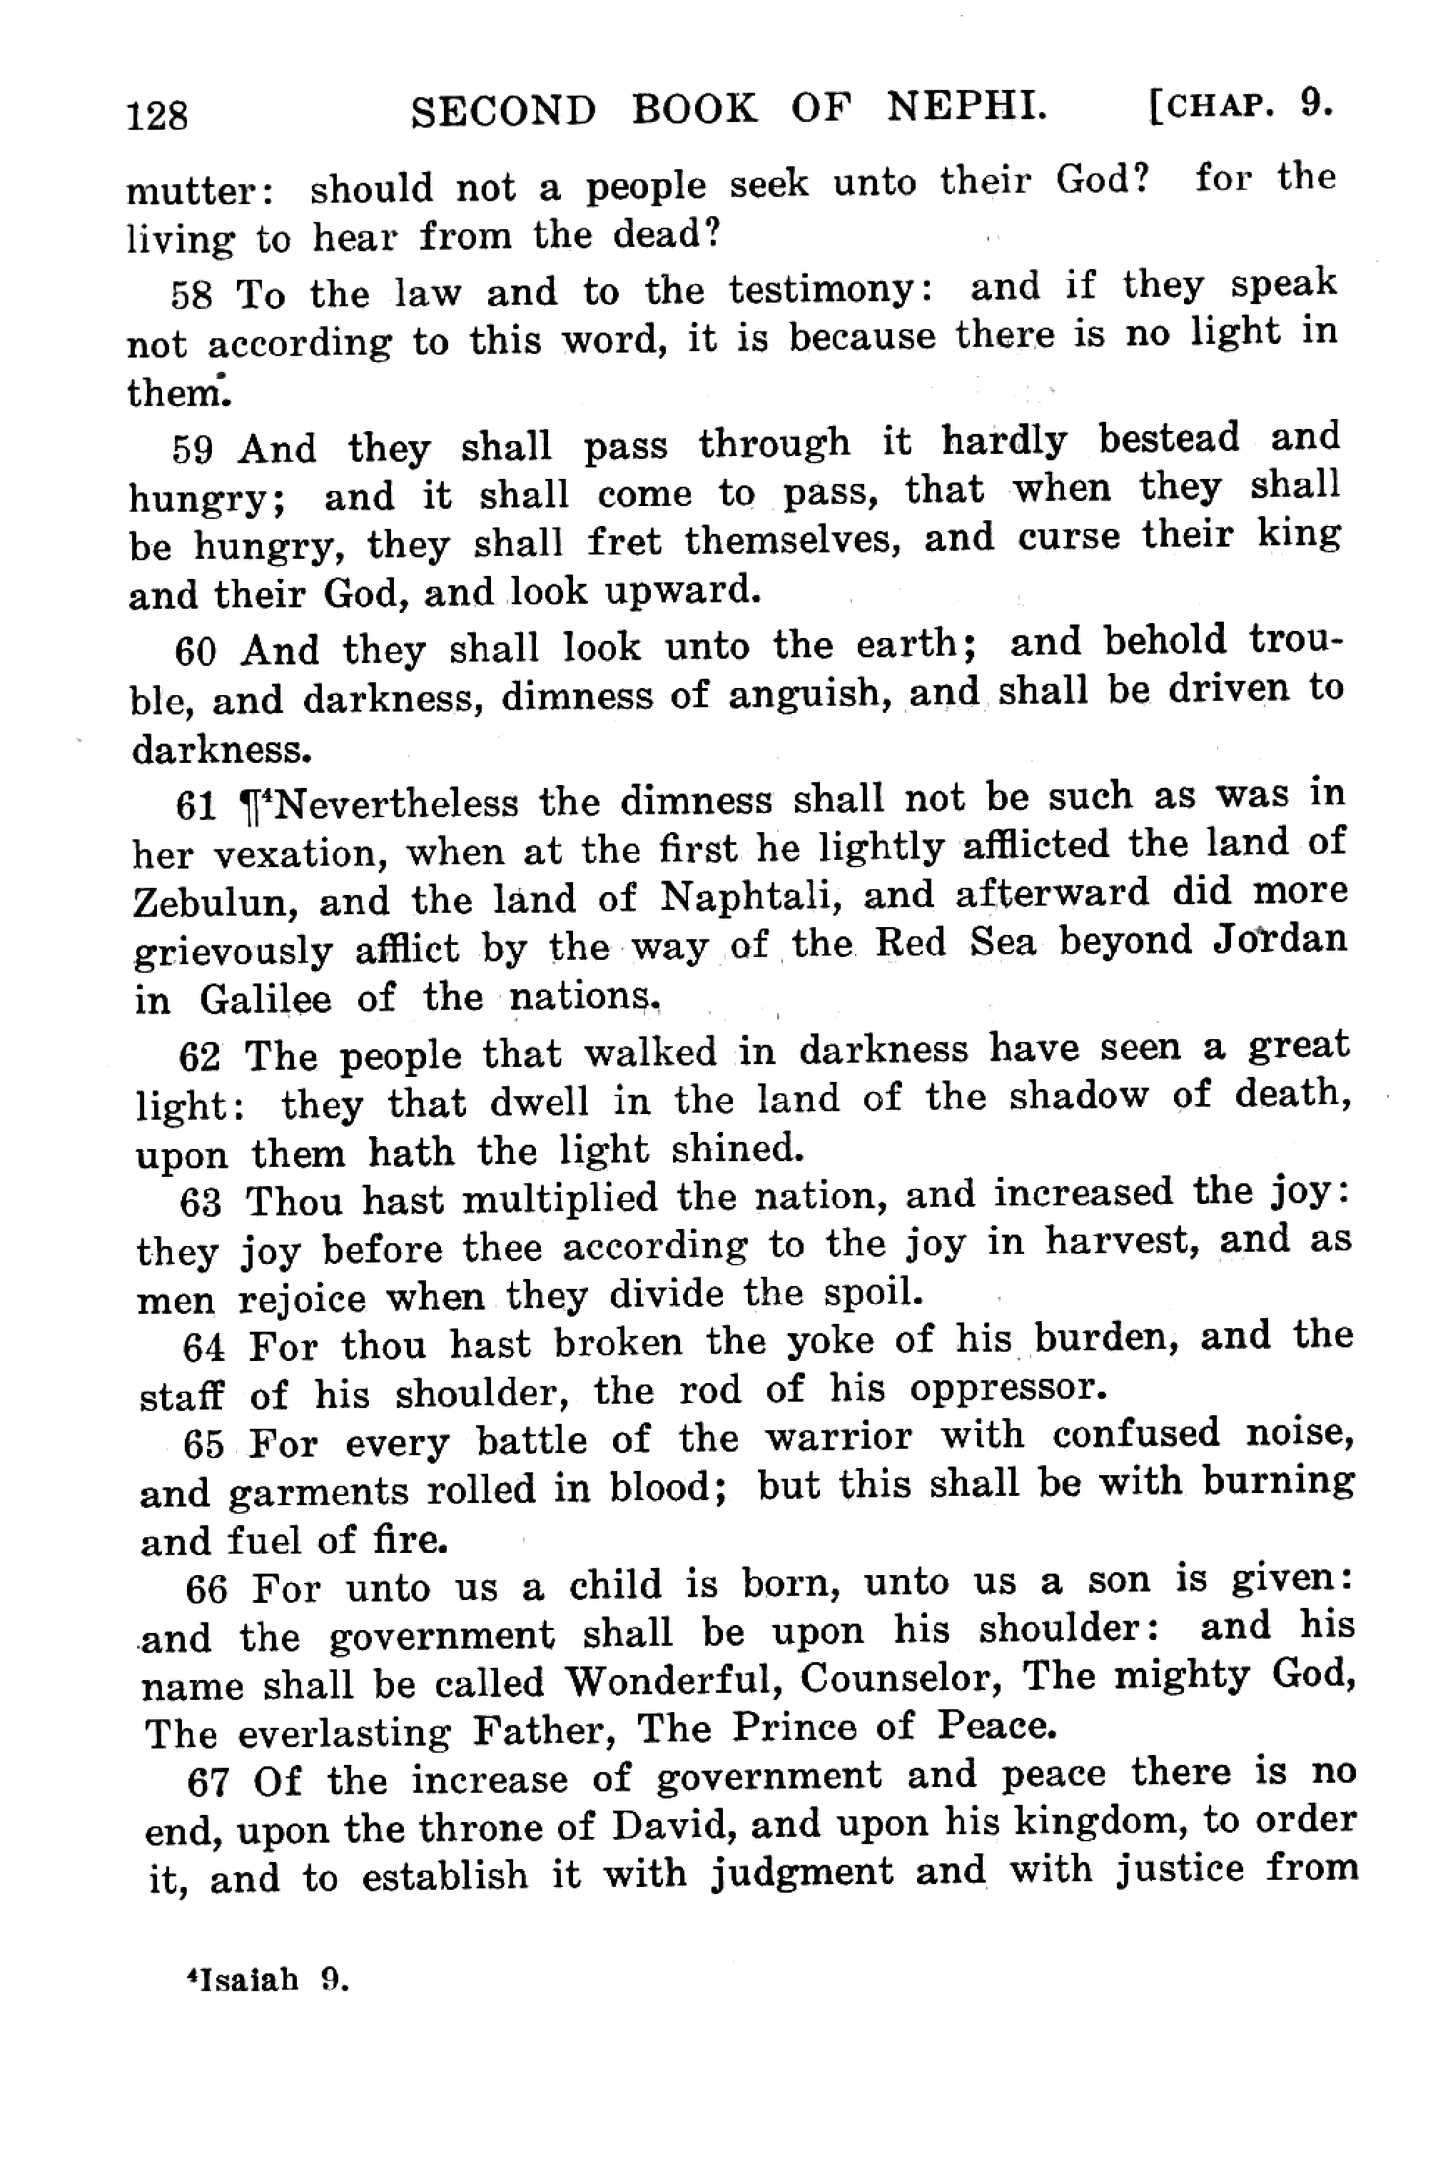 128 SECOND BOOK OF NEPHI. [CHAP. 9.
mutter: should not a people seek unto their God? for the
living to hear from the dead?
58 To the law and to the testimony: and if they speak
not according to this word, it is because there is no light in
them.
59 And they shall pass through it hardly bestead and
hungry; and it shall come to pass, that when they shall
be hungry, they shall fret themselves, and curse their king
and their God, and look upward.
60 And they shall look unto the earth; and behold trou-
ble, and darkness, dimness of anguish, and shall be driven to
darkness.
61 ¶⁴Nevertheless the dimness shall not be such as was in
her vexation, when at the first he lightly afflicted the land of
Zebulun, and the land of Naphtali, and afterward did more
grievously afflict by the way of the Red Sea beyond Jordan
in Galilee of the nations.
62 The people that walked in darkness have seen a great
light: they that dwell in the land of the shadow of death,
upon them hath the light shined.
63 Thou hast multiplied the nation, and increased the joy:
they joy before thee according to the joy in harvest, and as
men rejoice when they divide the spoil.
64 For thou hast broken the yoke of his burden, and the
staff of his shoulder, the rod of his oppressor.
65 For every battle of the warrior with confused noise,
and garments rolled in blood; but this shall be with burning
and fuel of fire.
66 For unto us a child is born, unto us a son is given:
and the government shall be upon his shoulder: and his
name shall be called Wonderful, Counselor, The mighty God,
The everlasting Father, The Prince of Peace.
67 Of the increase of government and peace there is no
end, upon the throne of David, and upon his kingdom, to order
it, and to establish it with judgment and with justice from
⁴Isaiah 9.